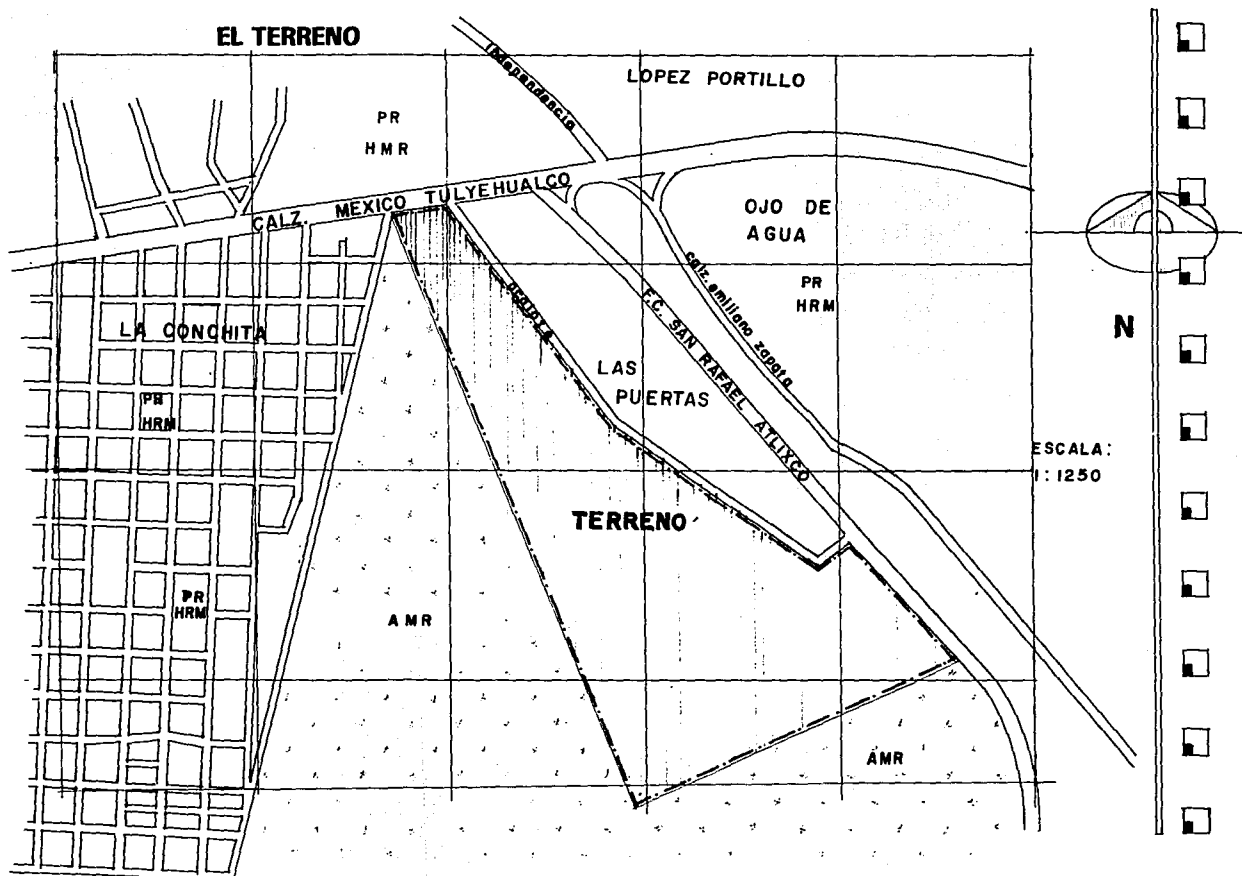 EL TERRENO
Independencia
LOPEZ PORTILLO
PR
HMR
CALZ. MEXICO TULYEHUALCO
OJO DE
AGUA
PR
HRM
calz. emiliano zapata
F.C. SAN RAFAEL ATLIXCO
LA CONCHITA
LAS
PUERTAS
N
PR
HRM
ESCALA:
1:1250
TERRENO
PR
HRM
AMR
AMR